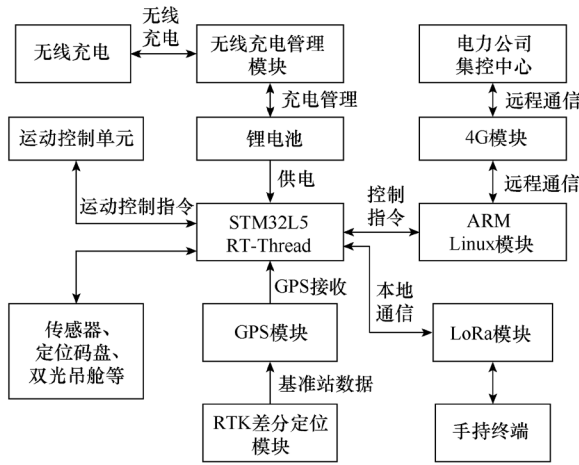 无线
充电
无线充电
无线充电管理
模块
电力公司
集控中心
充电管理
远程通信
运动控制单元
锂电池
4G模块
供电
远程通信
运动控制指令
STM32L5
RT-Thread
控制
指令
ARM
Linux模块
GPS接收
本地
通信
传感器、
定位码盘、
双光吊舱等
GPS模块
LoRa模块
基准站数据
RTK差分定位
模块
手持终端